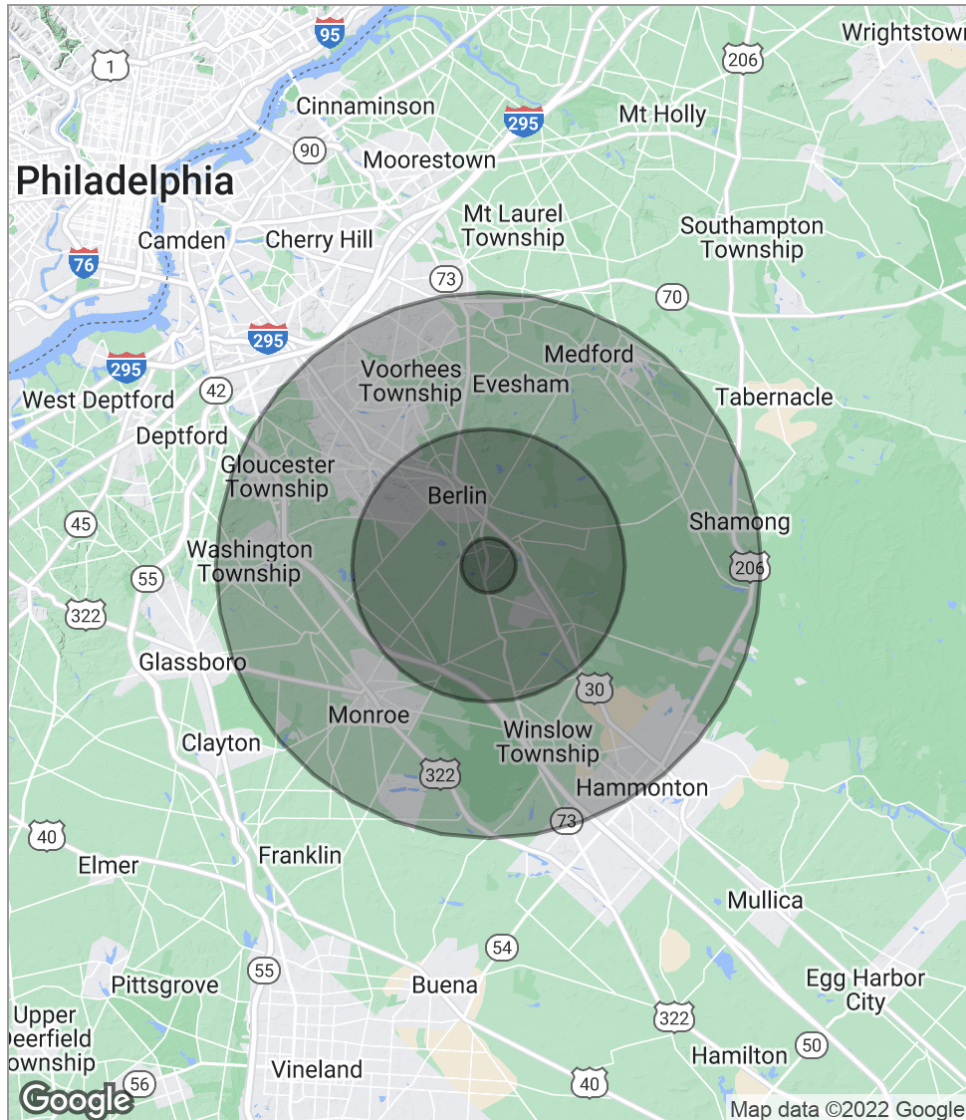 95
206
Wrightstown
1
Cinnaminson
295
Mt Holly
90
Moorestown
Philadelphia
Mt Laurel
Township
Southampton
Township
Camden
Cherry Hill
76
73
70
295
295
Voorhees
Township
Medford
Evesham
42
West Deptford
Tabernacle
Deptford
Gloucester
Township
Berlin
45
Shamong
Washington
Township
55
206
322
Glassboro
30
Monroe
Winslow
Township
Clayton
322
Hammonton
73
40
Franklin
Elmer
Mullica
54
55
Pittsgrove
Buena
Egg Harbor
City
Upper
Deerfield
Township
322
50
Hamilton
Vineland
56
40
Google
Map data ©2022 Google